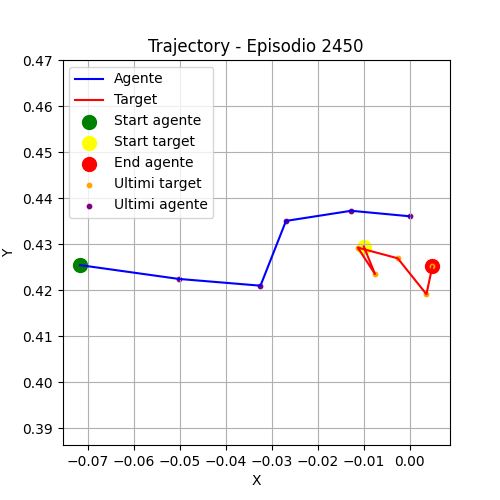 Trajectory - Episodio 2450
0.47
0.46
0.45
0.44
0.43
0.42
0.41
0.40
0.39
Y
Agente
Target
Start agente
Start target
End agente
Ultimi target
Ultimi agente
−0.07 −0.06 −0.05 −0.04 −0.03 −0.02 −0.01 0.00
X